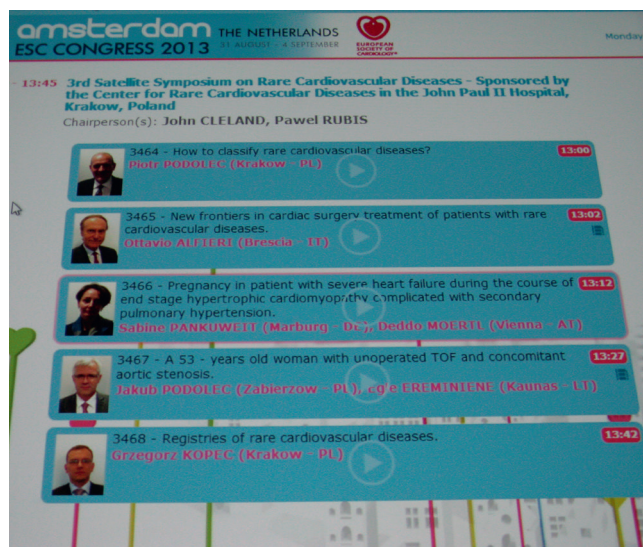 amsterdam THE NETHERLANDS
ESC CONGRESS 2013 31 AUGUST - 4 SEPTEMBER
EUROPEAN
SOCIETY OF
CARDIOLOGY®
Monday
- 13:45 3rd Satellite Symposium on Rare Cardiovascular Diseases - Sponsored by
the Center for Rare Cardiovascular Diseases in the John Paul II Hospital,
Krakow, Poland
Chairperson(s): John CLELAND, Pawel RUBIS
3464 - How to classify rare cardiovascular diseases? 13:00
Piotr PODOLEC (Krakow - PL)
3465 - New frontiers in cardiac surgery treatment of patients with rare 13:02
cardiovascular diseases.
Ottavio ALFIERI (Brescia - IT)
3466 - Pregnancy in patient with severe heart failure during the course of 13:12
end stage hypertrophic cardiomyopathy complicated with secondary
pulmonary hypertension.
Sabine PANKUWEIT (Marburg - DE), Deddo MOERTL (Vienna - AT)
3467 - A 53 - years old woman with unoperated TOF and concomitant 13:27
aortic stenosis.
Jakub PODOLEC (Zabierzow - PL), cg'e EREMINIENE (Kaunas - LT)
3468 - Registries of rare cardiovascular diseases. 13:42
Grzegorz KOPEC (Krakow - PL)